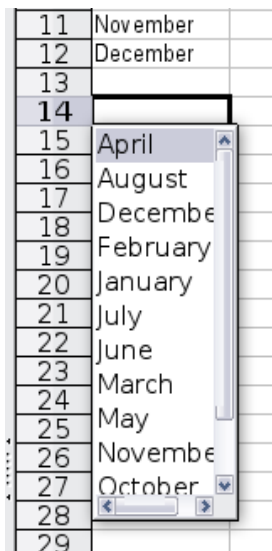 11 November
12 December
13
14
15 April
16 August
17 Decembe
18
19 February
20 January
21 July
22 June
23 March
24
25 May
26 Novembe
27 October
28
29